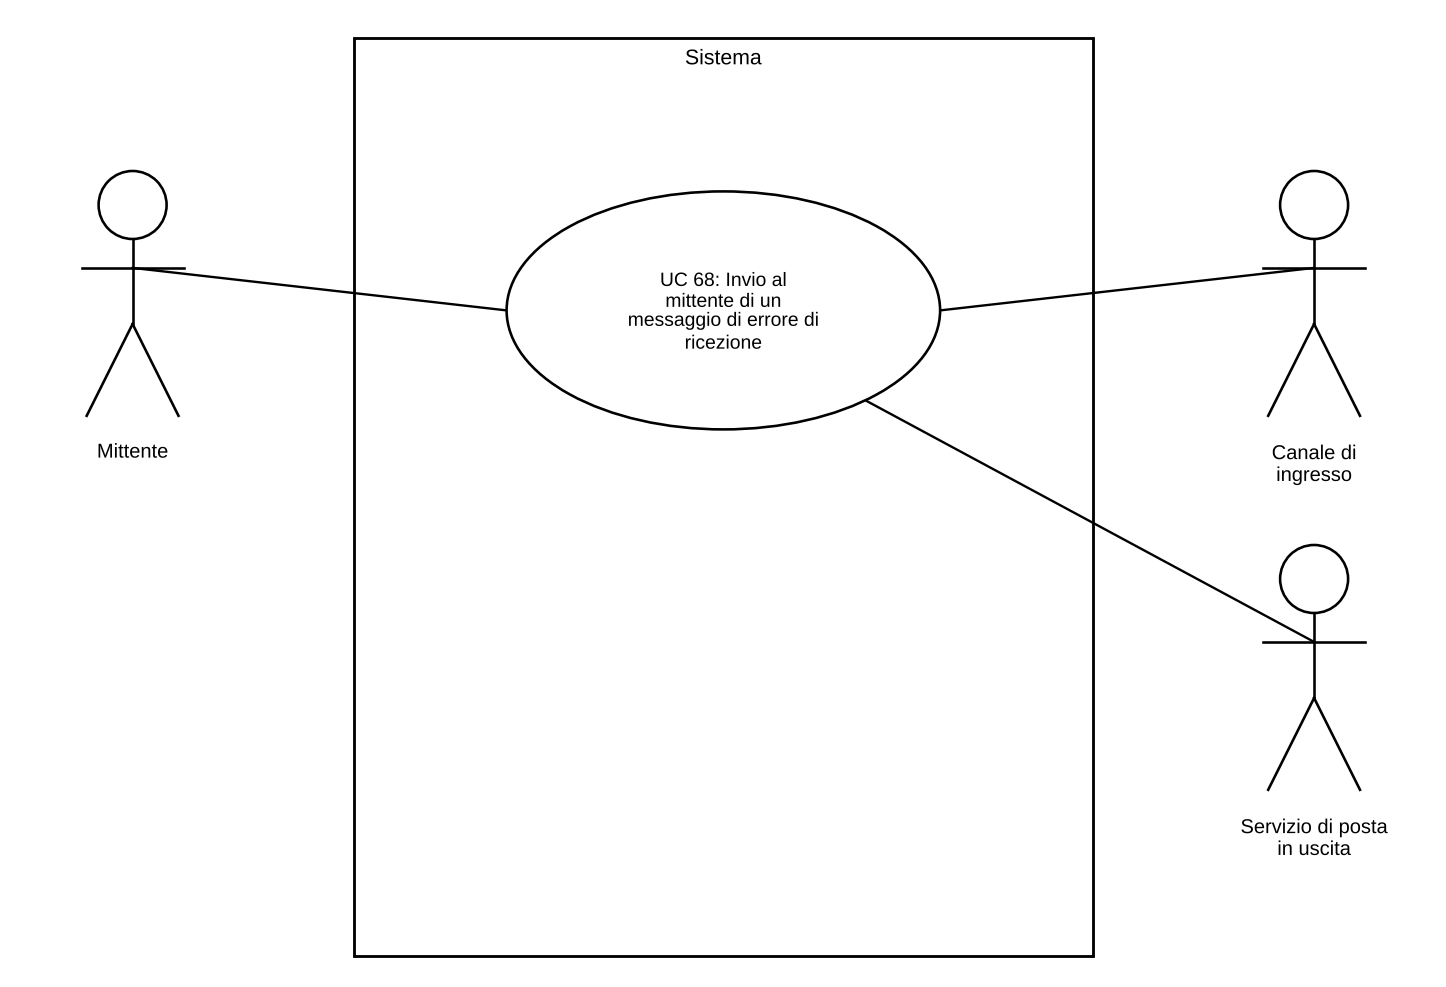 Sistema
UC 68: Invio al
mittente di un
messaggio di errore di
ricezione
Mittente
Canale di
ingresso
Servizio di posta
in uscita